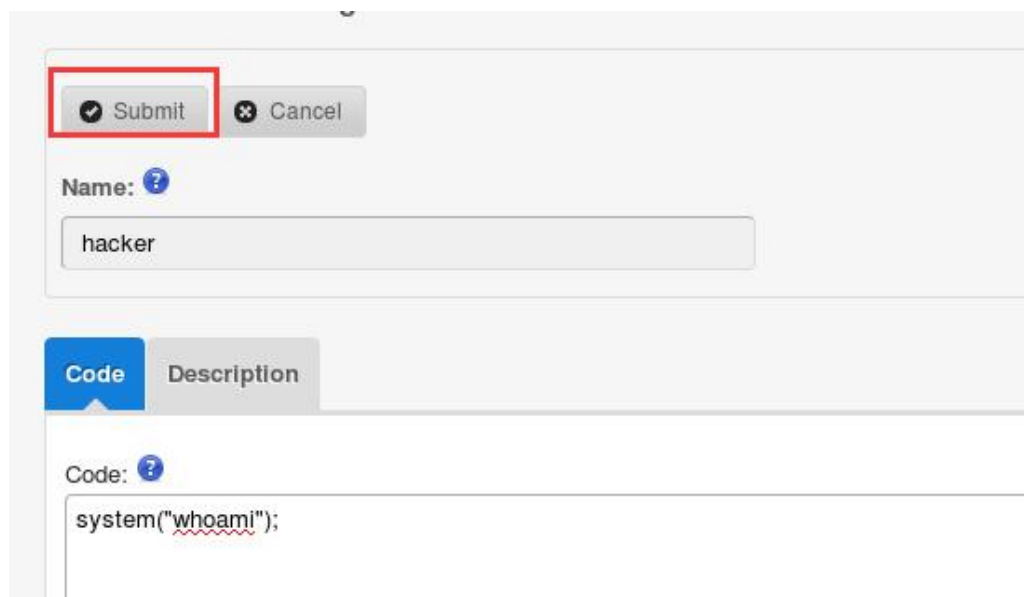 Submit Cancel
Name:
hacker
Code Description
Code:
system("whoami");